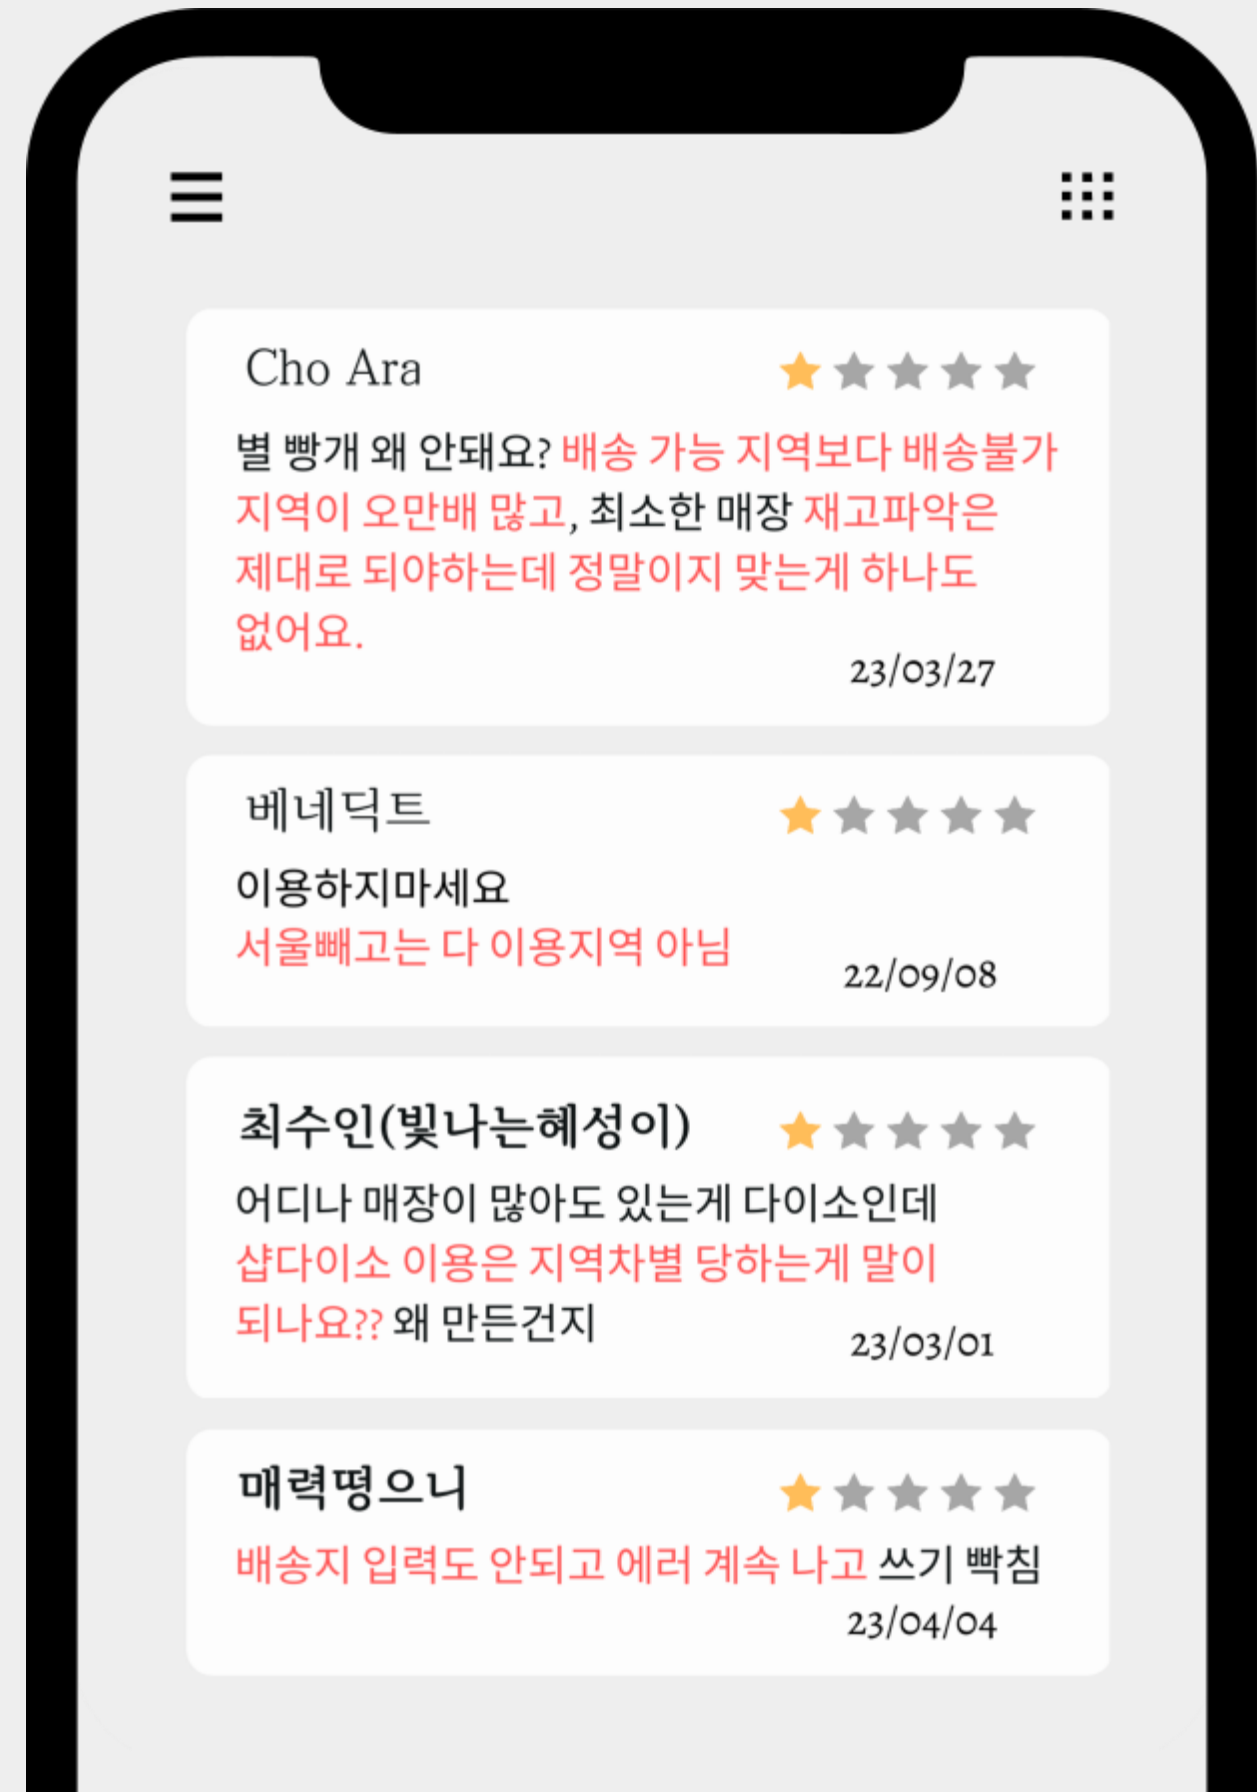 Cho Ara
별 빵개 왜 안돼요? 배송 가능 지역보다 배송불가
지역이 오만배 많고, 최소한 매장 재고파악은
제대로 되야하는데 정말이지 맞는게 하나도
없어요.
23/03/27
베네딕트
이용하지마세요
서울빼고는 다 이용지역 아님
22/09/08
최수인(빛나는혜성이)
어디나 매장이 많아도 있는게 다이소인데
샵다이소 이용은 지역차별 당하는게 말이
되나요?? 왜 만든건지
23/03/01
매력떵으니
배송지 입력도 안되고 에러 계속 나고 쓰기 빡침
23/04/04